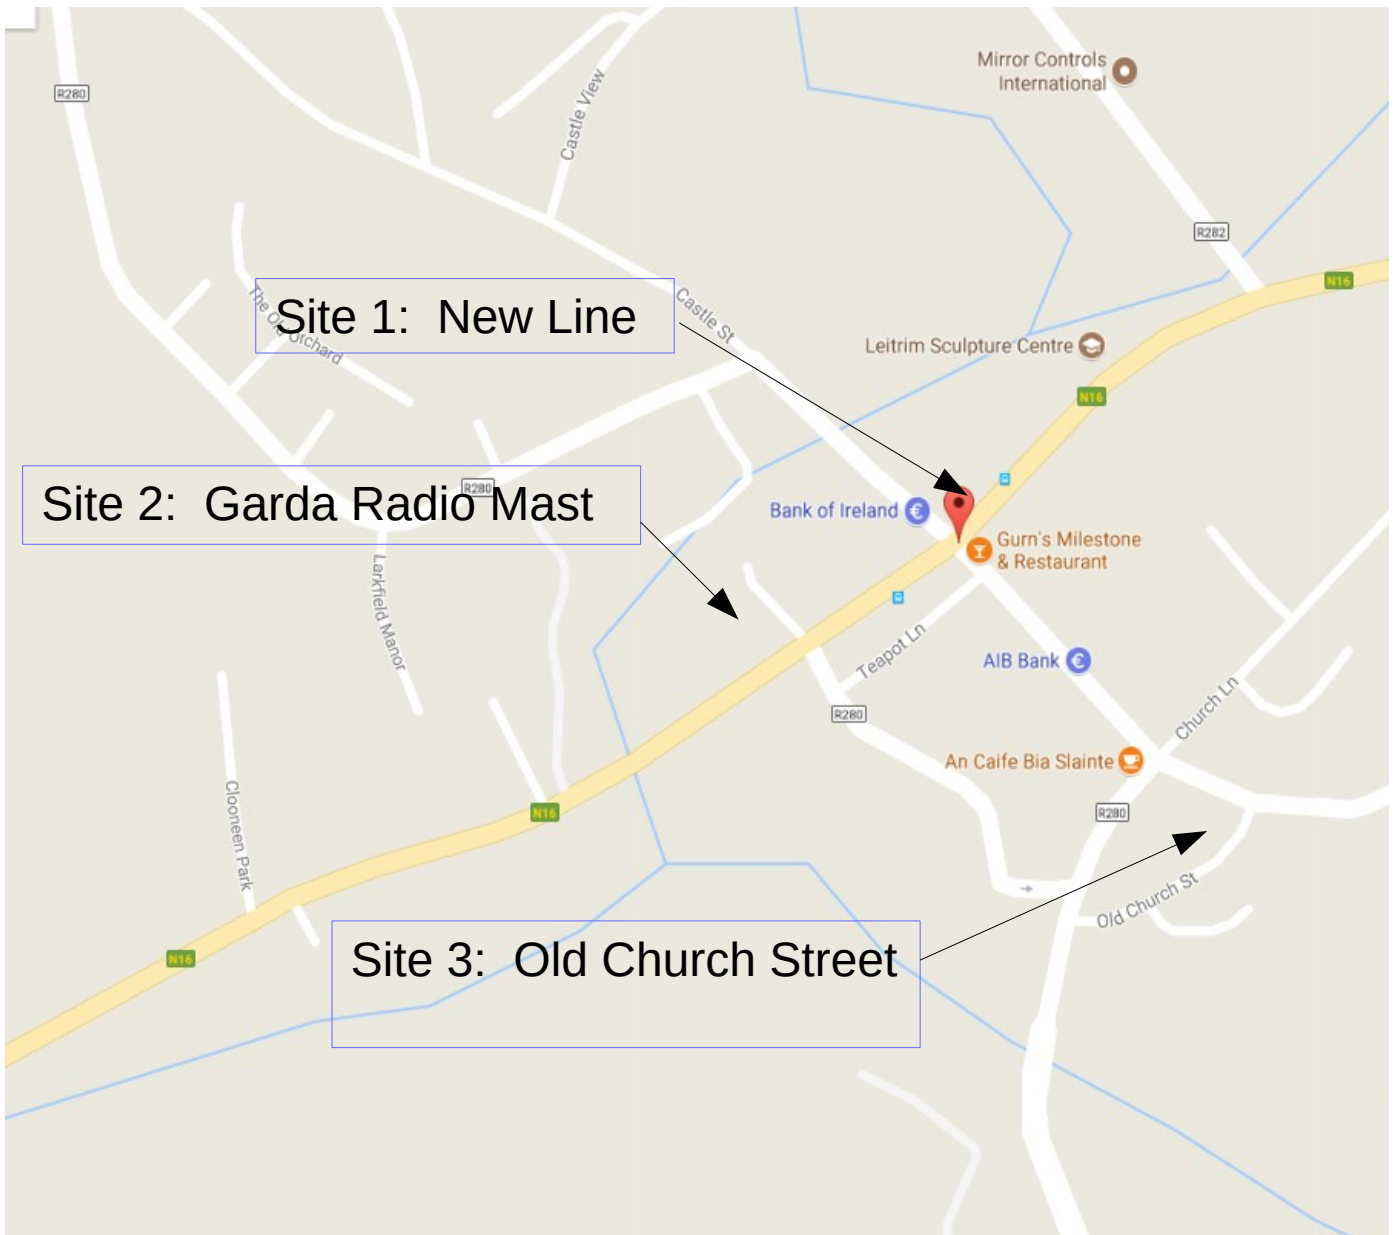 Mirror Controls
International
R280
Castle View
R282
N16
The Old Orchard
Site 1:  New Line
Castle St
Leitrim Sculpture Centre
N16
Site 2:  Garda Radio Mast
R280
Bank of Ireland
Gurn's Milestone
& Restaurant
Larkfield Manor
Teapot Ln
AIB Bank
R280
Church Ln
An Caife Bia Slainte
Clooneen Park
N16
R280
Old Church St
Site 3:  Old Church Street
N16